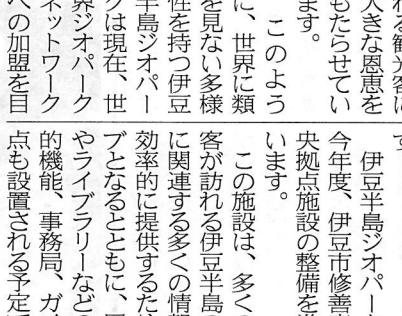 れる観光客に
大きな恩恵を
もたらせてい
ます。
このよう
に、世界に類
を見ない多様
性を持つ伊豆
半島ジオパー
クは現在、世
界ジオパーク
ネットワーク
への加盟を目
す。
伊豆半島ジオパーク
今年度、伊豆市修善
央拠点施設の整備を
います。
この施設は、多く
客が訪れる伊豆半島
に関連する多くの情
効率的に提供するた
ブとなるとともに、
やライブラリーなど
的機能、事務局、ガ
点も設置される予定